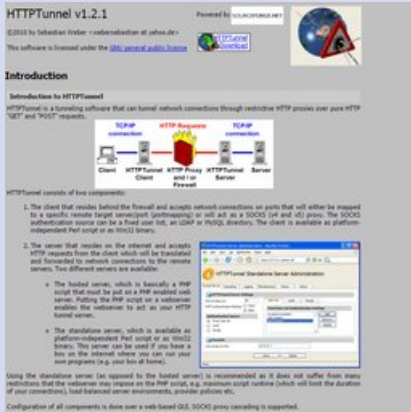 HTTPTunnel v1.2.1
Powered by SOURCEFORGE.NET
©2010 by Sebastian Weber <webersebastian at yahoo.de>
HTTPTunnel
Download
This software is licensed under the GNU general public license
Introduction
Introduction to HTTPTunnel
HTTPTunnel is a tunneling software that can tunnel network connections through restrictive HTTP proxies over pure HTTP
"GET" and "POST" requests.
TCP/IP connection
HTTP Requests
TCP/IP connection
Client
HTTPTunnel Client
HTTP Proxy and / or Firewall
HTTPTunnel Server
Server
HTTPTunnel consists of two components:
1. The client that resides behind the firewall and accepts network connections on ports that will either be mapped
to a specific remote target server/port (portmapping) or will act as a SOCKS (v4 and v5) proxy. The SOCKS
authentication source can be a fixed user list, an LDAP or MySQL directory. The client is available as platform-
independent Perl script or as Win32 binary.
2. The server that resides on the internet and accepts
HTTP requests from the client which will be translated
and forwarded to network connections to the remote
servers. Two different servers are available:
The hosted server, which is basically a PHP
script that must be put on a PHP enabled web
server. Putting the PHP script on a webserver
enables the webserver to act as your HTTP
tunnel server.
The standalone server, which is available as
platform-independent Perl script or as Win32
binary. This server can be used if you have a
box on the internet where you can run your
own programs (e.g. your box at home).
HTTPTunnel Standalone Server Administration
Using the standalone server (as opposed to the hosted server) is recommended as it does not suffer from many
restrictions that the webserver may impose on the PHP script, e.g. maximum script runtime (which will limit the duration
of your connections), load-balanced server environments, provider policies etc.
Configuration of all components is done over a web-based GUI. SOCKS proxy cascading is supported.